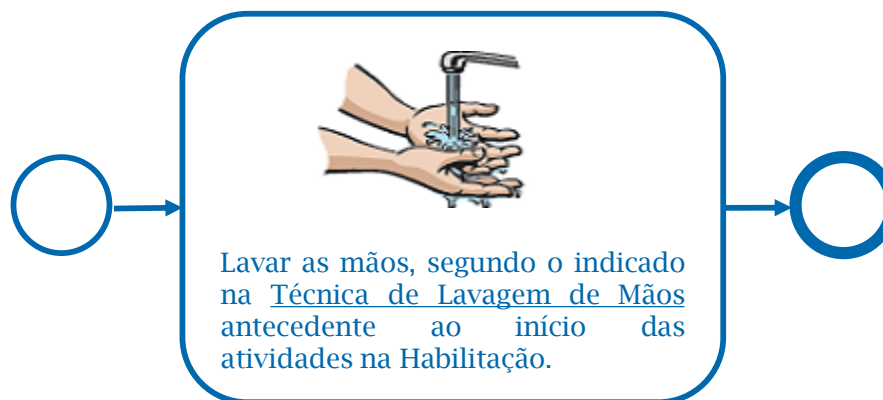 Lavar as mãos, segundo o indicado
na Técnica de Lavagem de Mãos
antecedente ao início das
atividades na Habilitação.